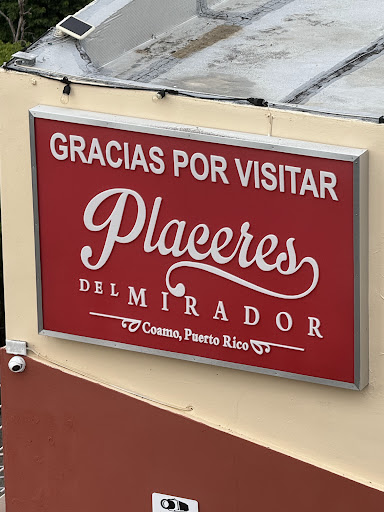 GRACIAS POR VISITAR
Placeres
DEL MIRADOR
Coamo, Puerto Rico